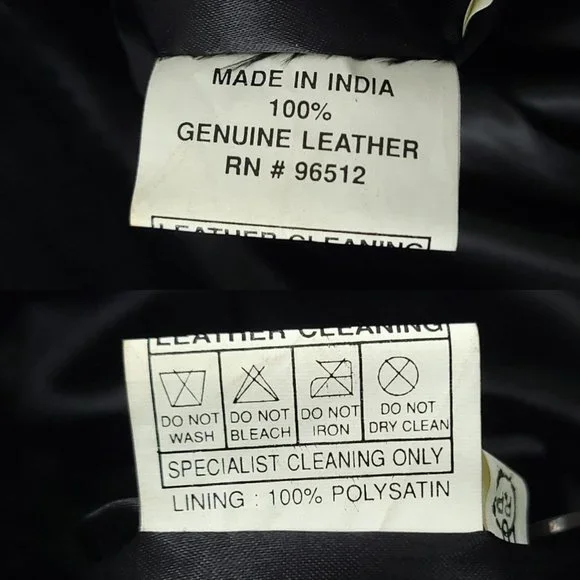 MADE IN INDIA
100%
GENUINE LEATHER
RN # 96512
LEATHER CLEANING
LEATHER CLEANING
DO NOT WASH
DO NOT BLEACH
DO NOT IRON
DO NOT DRY CLEAN
SPECIALIST CLEANING ONLY
LINING : 100% POLYSATIN